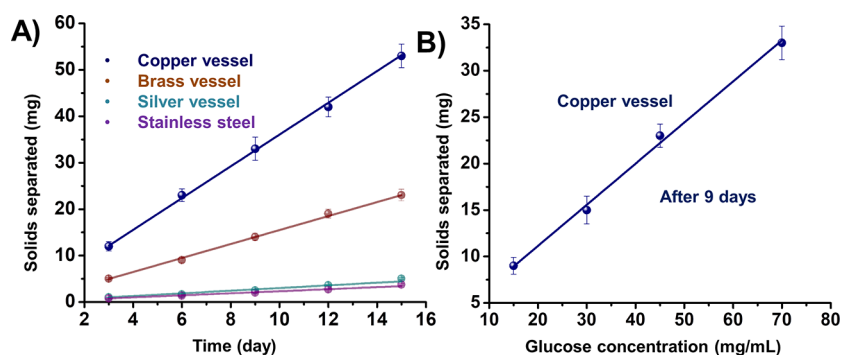 A)
Copper vessel
Brass vessel
Silver vessel
Stainless steel
Solids separated (mg)
60
50
40
30
20
10
0
2 4 6 8 10 12 14 16
Time (day)
B)
Copper vessel
After 9 days
Solids separated (mg)
35
30
25
20
15
10
5
10 20 30 40 50 60 70 80
Glucose concentration (mg/mL)